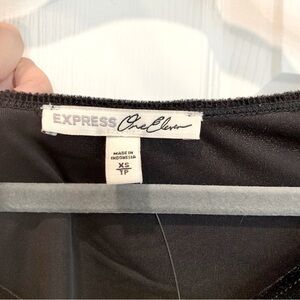 EXPRESS One Eleven
MADE IN
INDONESIA
XS
TP